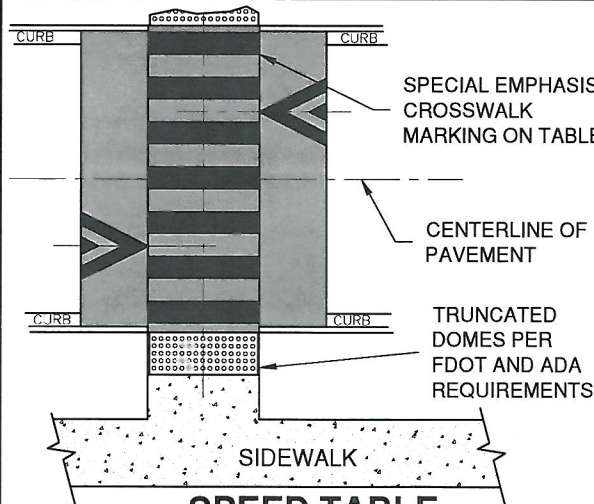 CURB
CURB
SPECIAL EMPHASIS
CROSSWALK
MARKING ON TABLE
CENTERLINE OF
PAVEMENT
CURB
CURB
TRUNCATED
DOMES PER
FDOT AND ADA
REQUIREMENTS
SIDEWALK
SPEED TABLE